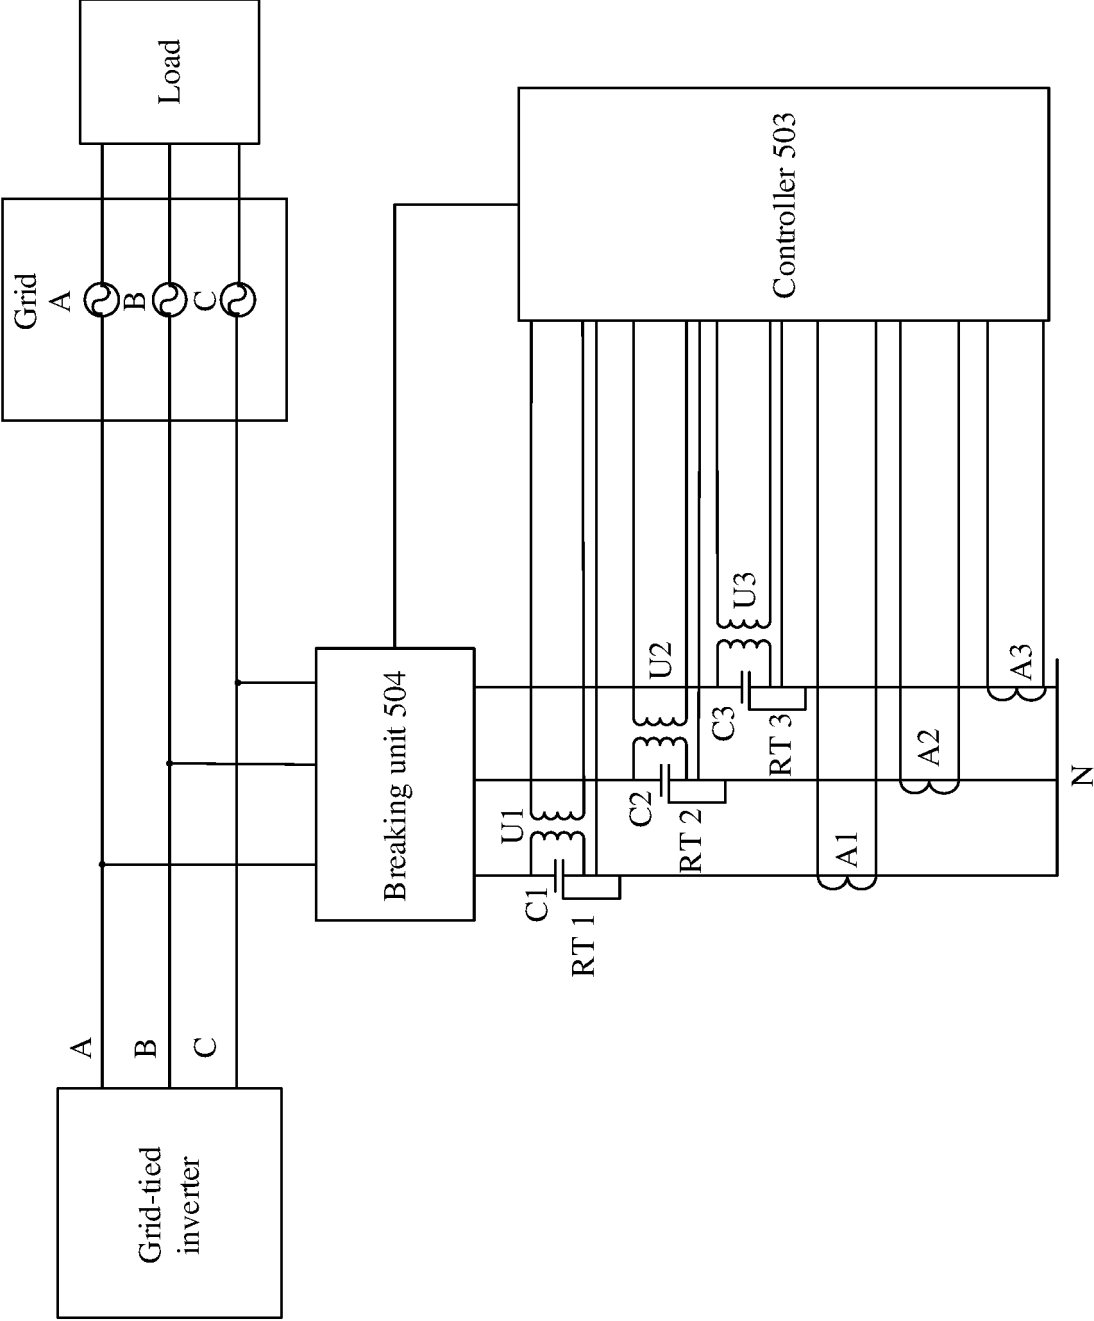 Grid-tied
inverter
A
B
C
Grid
A
B
C
Load
Breaking unit 504
Controller 503
RT 1
C1
U1
RT 2
C2
U2
RT 3
C3
U3
A1
A2
A3
N